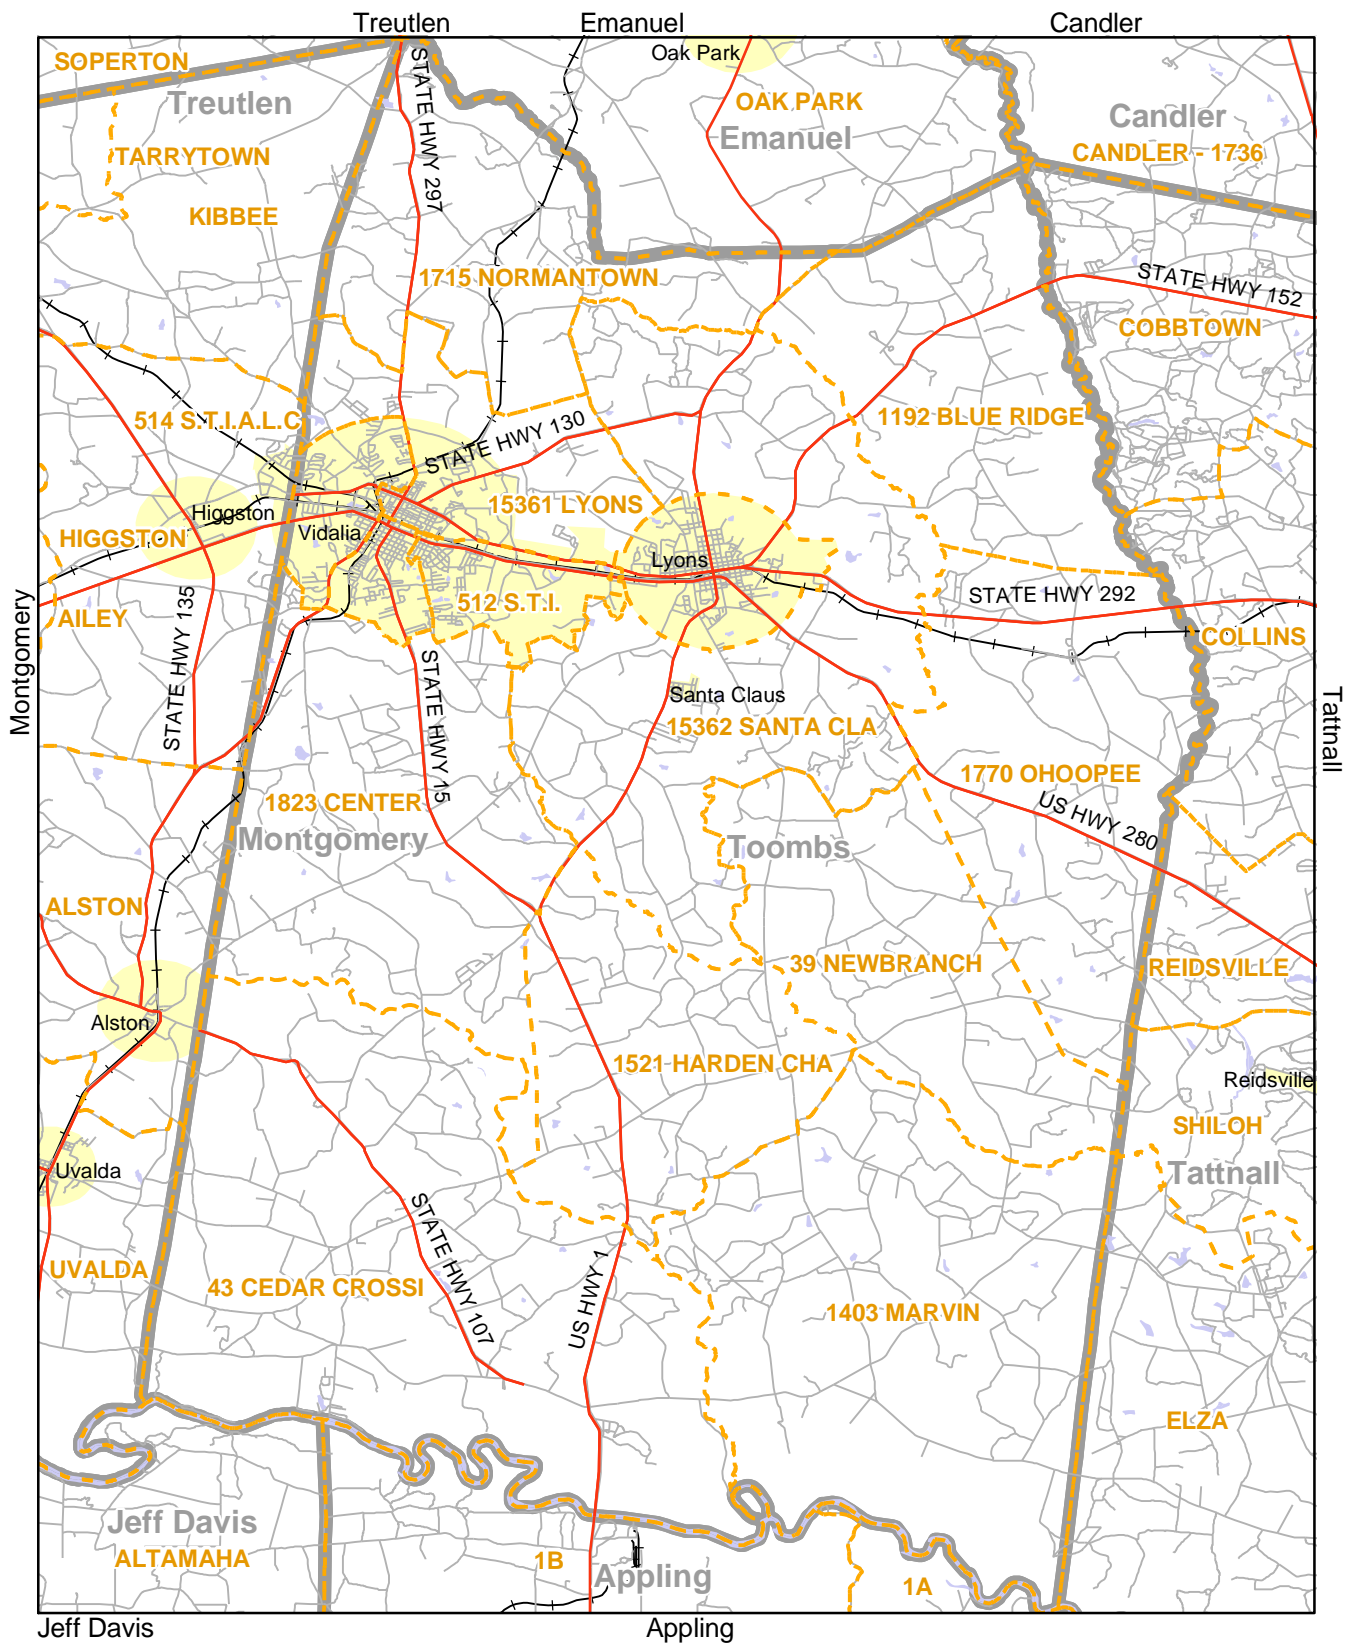 Treutlen
Emanuel
Candler
SOPERTON
Oak Park
Treutlen
OAK PARK
Emanuel
Candler
CANDLER - 1736
STATE HWY 297
TARRYTOWN
KIBBEE
1715 NORMANTOWN
STATE HWY 152
COBBTOWN
514 S.T.I.A.L.C
STATE HWY 130
1192 BLUE RIDGE
Higgston
Vidalia
15361 LYONS
HIGGSTON
Lyons
AILEY
512 S.T.I.
STATE HWY 292
COLLINS
Montgomery
STATE HWY 135
STATE HWY 15
Santa Claus
15362 SANTA CLA
Tattnall
1823 CENTER
1770 OHOOPEE
US HWY 280
Montgomery
Toombs
ALSTON
39 NEWBRANCH
REIDSVILLE
Alston
1521 HARDEN CHA
Reidsville
SHILOH
Uvalda
Tattnall
STATE HWY 107
US HWY 1
UVALDA
43 CEDAR CROSSI
1403 MARVIN
ELZA
Jeff Davis
ALTAMAHA
1B
Appling
1A
Jeff Davis
Appling